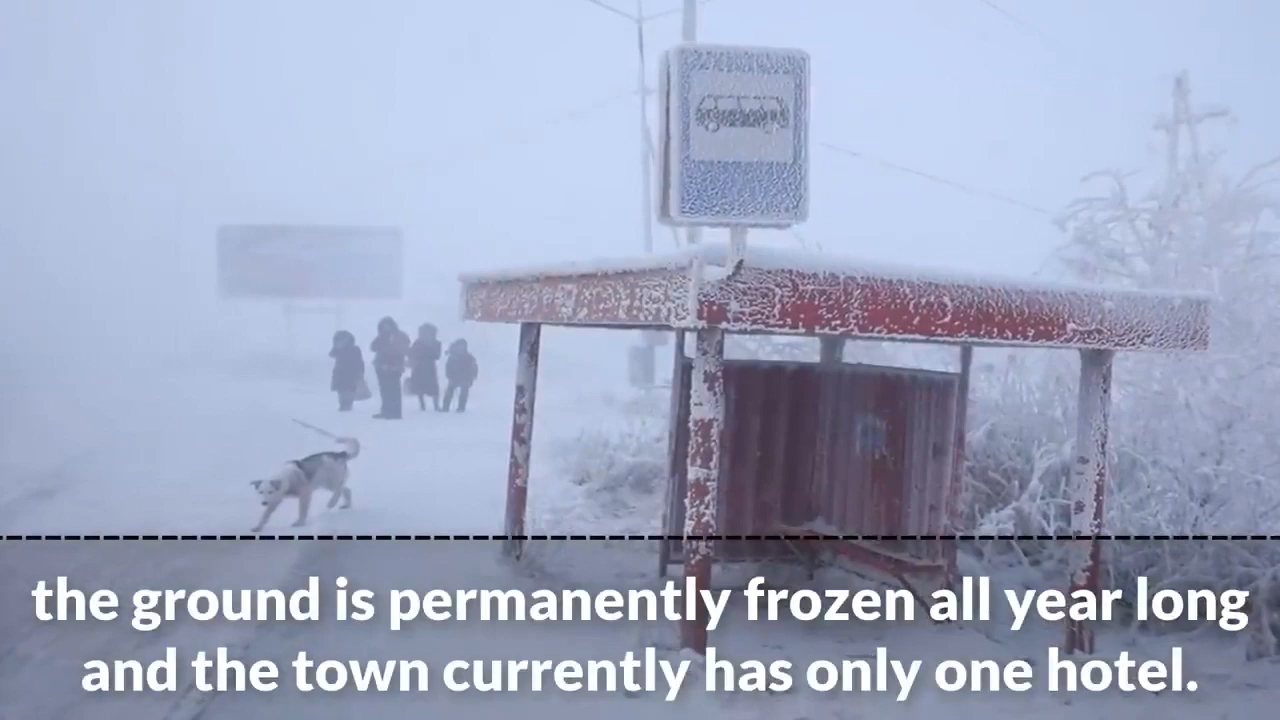 the ground is permanently frozen all year long
and the town currently has only one hotel.